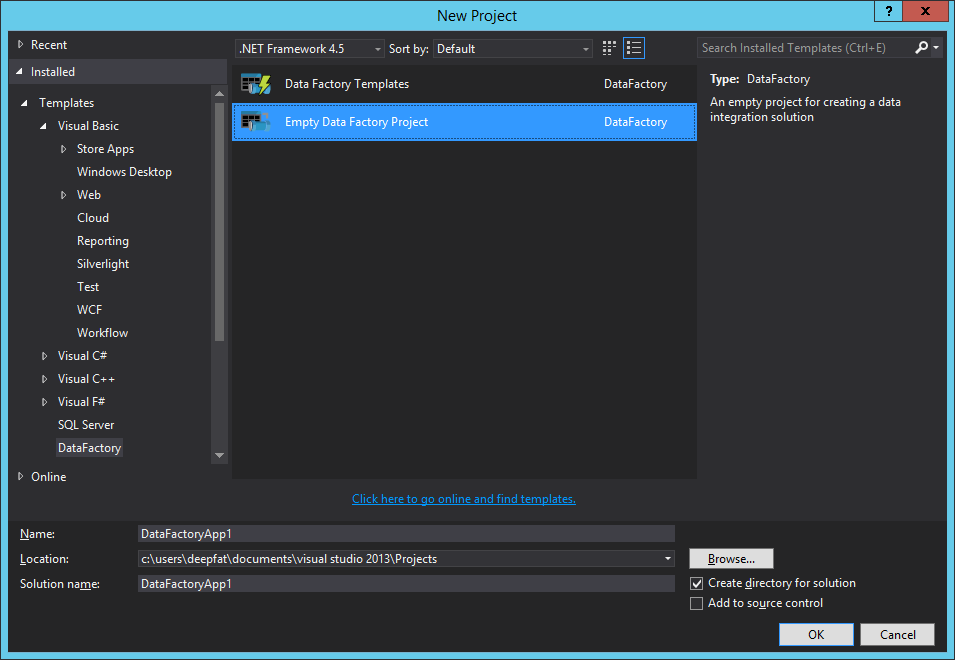 New Project
?
x
Recent
Installed
Templates
Visual Basic
Store Apps
Windows Desktop
Web
Cloud
Reporting
Silverlight
Test
WCF
Workflow
Visual C#
Visual C++
Visual F#
SQL Server
DataFactory
Online
.NET Framework 4.5 Sort by: Default
Data Factory Templates DataFactory
Empty Data Factory Project DataFactory
Click here to go online and find templates.
Search Installed Templates (Ctrl+E)
Type: DataFactory
An empty project for creating a data
integration solution
Name: DataFactoryApp1
Location: c:\users\deepfat\documents\visual studio 2013\Projects Browse...
Solution name: DataFactoryApp1 Create directory for solution
Add to source control
OK Cancel